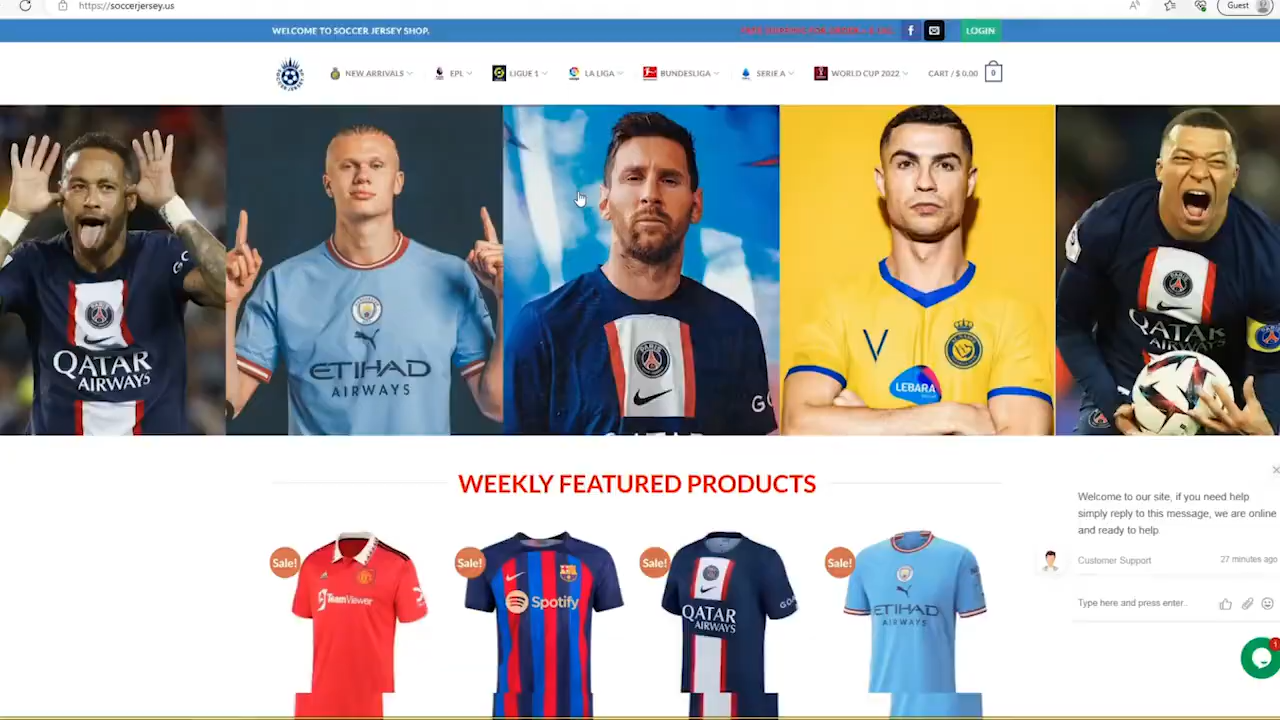 https://soccerjersey.us
Guest
WELCOME TO SOCCER JERSEY SHOP.
LOGIN
NEW ARRIVALS
EPL
LIGUE 1
LA LIGA
BUNDESLIGA
SERIE A
WORLD CUP 2022
CART / $ 0.00
0
QATAR
AIRWAYS
ETIHAD
AIRWAYS
PARIS
GO
V
LEBARA
QATAR
AIRWAYS
WEEKLY FEATURED PRODUCTS
Welcome to our site, if you need help
simply reply to this message, we are online
and ready to help.
Customer Support
27 minutes ago
Type here and press enter..
1
Sale!
TeamViewer
Sale!
Spotify
Sale!
QATAR
AIRWAYS
GOA
Sale!
ETIHAD
AIRWAYS